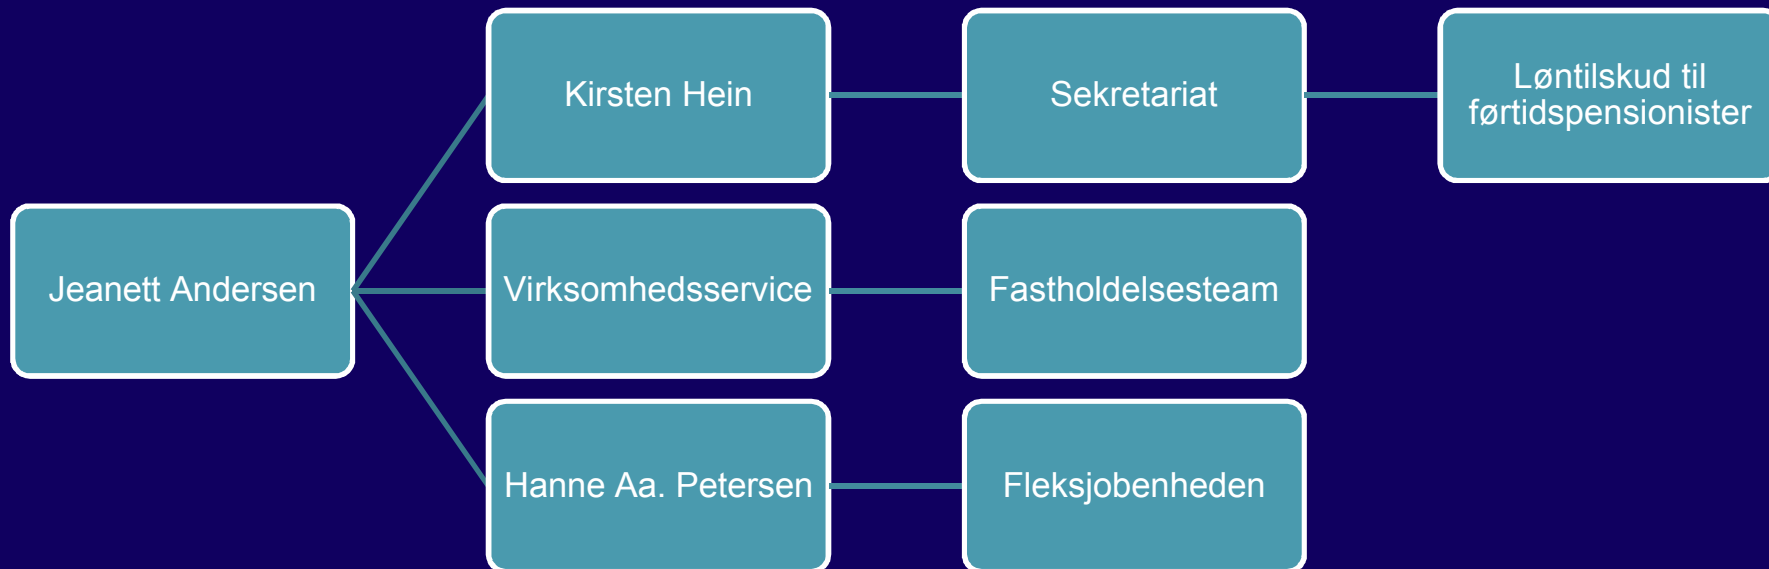 Kirsten Hein
Sekretariat
Løntilskud til
førtidspensionister
Jeanett Andersen
Virksomhedsservice
Fastholdelsesteam
Hanne Aa. Petersen
Fleksjobenheden